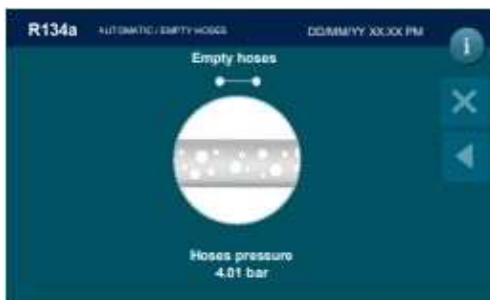 R134a AUTOMATIC / EMPTY HOSES DD/MM/YY XX:XX PM
i
Empty hoses
Hoses pressure
4.01 bar